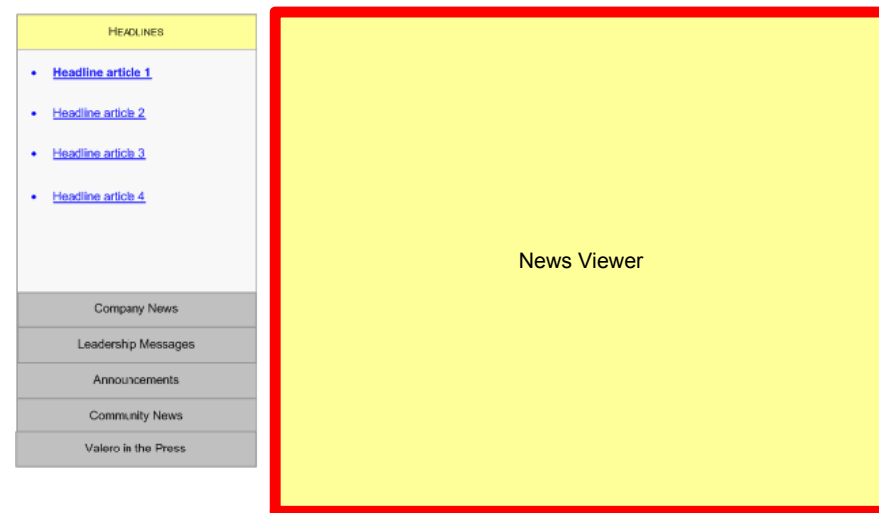 HEADLINES
Headline article 1
Headline article 2
Headline article 3
Headline article 4
Company News
Leadership Messages
Announcements
Community News
Valero in the Press
News Viewer